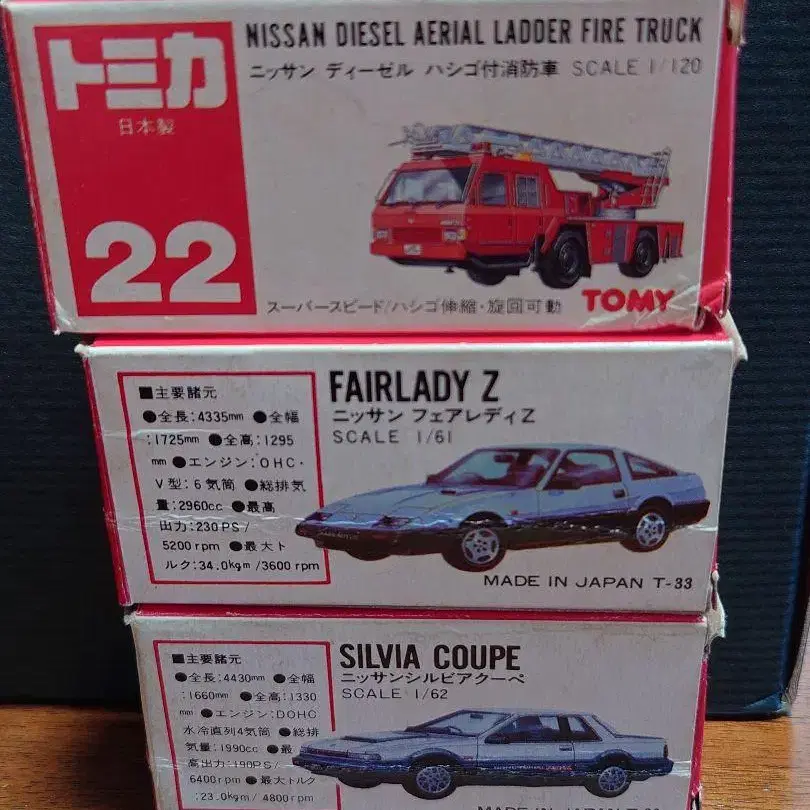 トミカ
日本製
22
NISSAN DIESEL AERIAL LADDER FIRE TRUCK
ニッサン ディーゼル ハシゴ付消防車 SCALE 1/120
スーパースピード/ハシゴ伸縮・旋回可動
TOMY
■主要諸元
●全長:4335mm ●全幅
:1725mm ●全高:1295
mm ●エンジン:OHC・
V型:6気筒 ●総排気
量:2960cc ●最高
出力:230PS/
5200rpm ●最大ト
ルク:34.0kgm/3600rpm
FAIRLADY Z
ニッサン フェアレディZ
SCALE 1/61
MADE IN JAPAN T-33
■主要諸元
●全長:4430mm ●全幅
:1660mm ●全高:1330
mm ●エンジン:DOHC
水冷直列4気筒 ●総排
気量:1990cc ●最
高出力:190PS/
6400rpm ●最大トルク
:23.0kgm/4800rpm
SILVIA COUPE
ニッサンシルビアクーペ
SCALE 1/62
MADE IN JAPAN